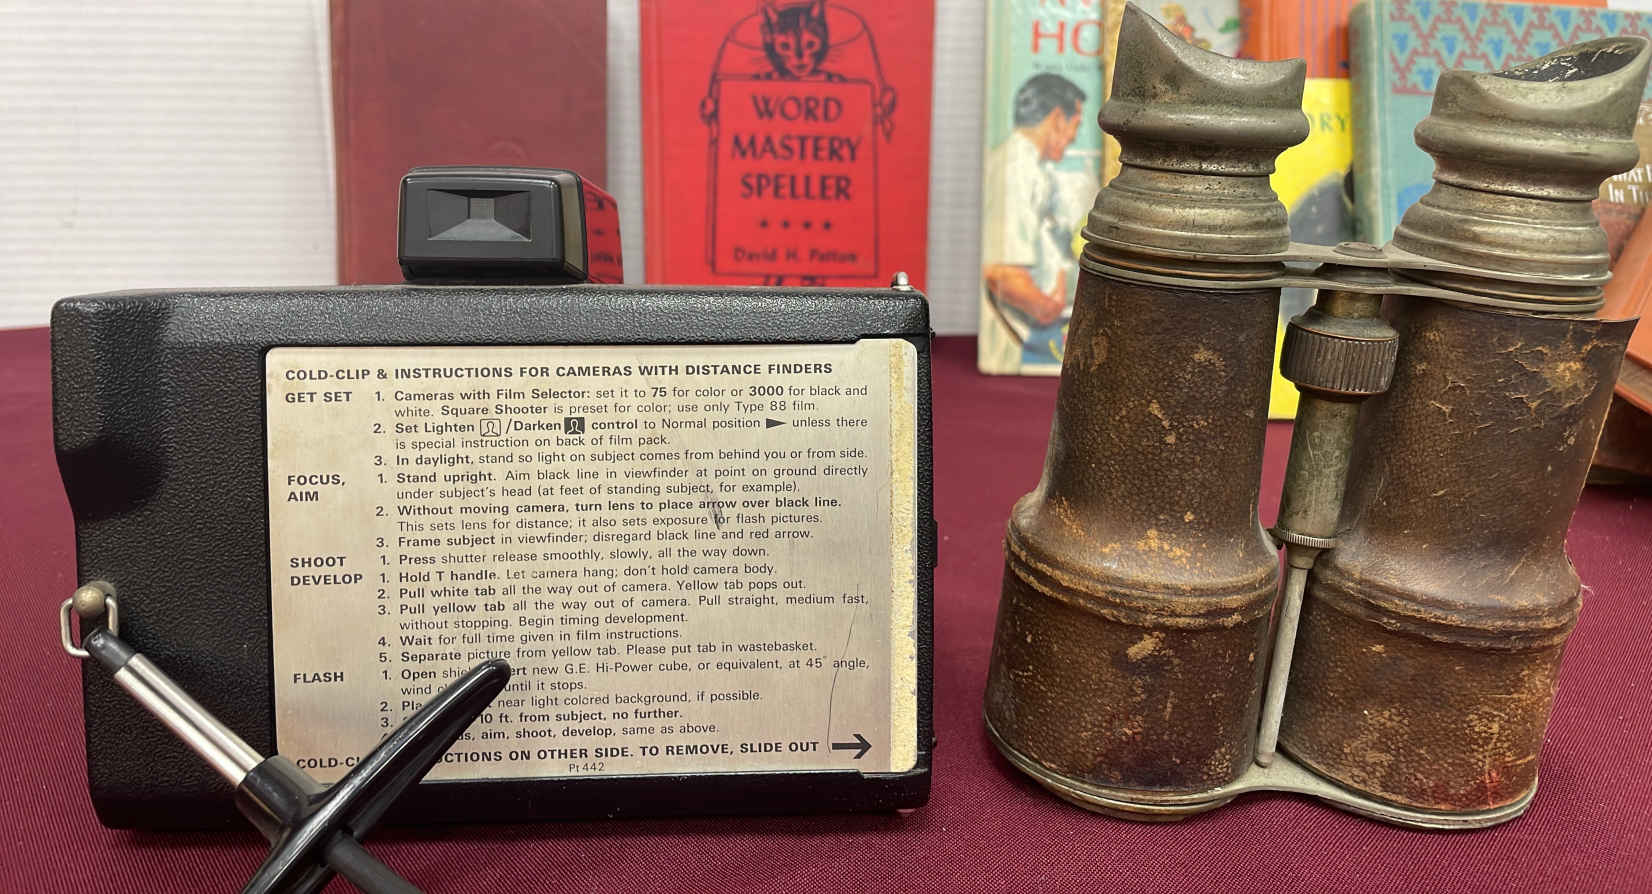 WORD
MASTERY
SPELLER
David H. Patton
HO
ORY
IN
COLD-CLIP & INSTRUCTIONS FOR CAMERAS WITH DISTANCE FINDERS
GET SET 1. Cameras with Film Selector: set it to 75 for color or 3000 for black and
white. Square Shooter is preset for color; use only Type 88 film.
2. Set Lighten /Darken control to Normal position unless there
is special instruction on back of film pack.
3. In daylight, stand so light on subject comes from behind you or from side.
FOCUS, AIM 1. Stand upright. Aim black line in viewfinder at point on ground directly
under subject's head (at feet of standing subject, for example).
2. Without moving camera, turn lens to place arrow over black line.
This sets lens for distance; it also sets exposure for flash pictures.
3. Frame subject in viewfinder; disregard black line and red arrow.
SHOOT 1. Press shutter release smoothly, slowly, all the way down.
DEVELOP 1. Hold T handle. Let camera hang; don't hold camera body.
2. Pull white tab all the way out of camera. Yellow tab pops out.
3. Pull yellow tab all the way out of camera. Pull straight, medium fast,
without stopping. Begin timing development.
4. Wait for full time given in film instructions.
5. Separate picture from yellow tab. Please put tab in wastebasket.
FLASH 1. Open shie ert new G.E. Hi-Power cube, or equivalent, at 45° angle,
wind until it stops.
2. Pla near light colored background, if possible.
3. 10 ft. from subject, no further.
us, aim, shoot, develop, same as above.
COLD-CL CTIONS ON OTHER SIDE. TO REMOVE, SLIDE OUT
Pt 442